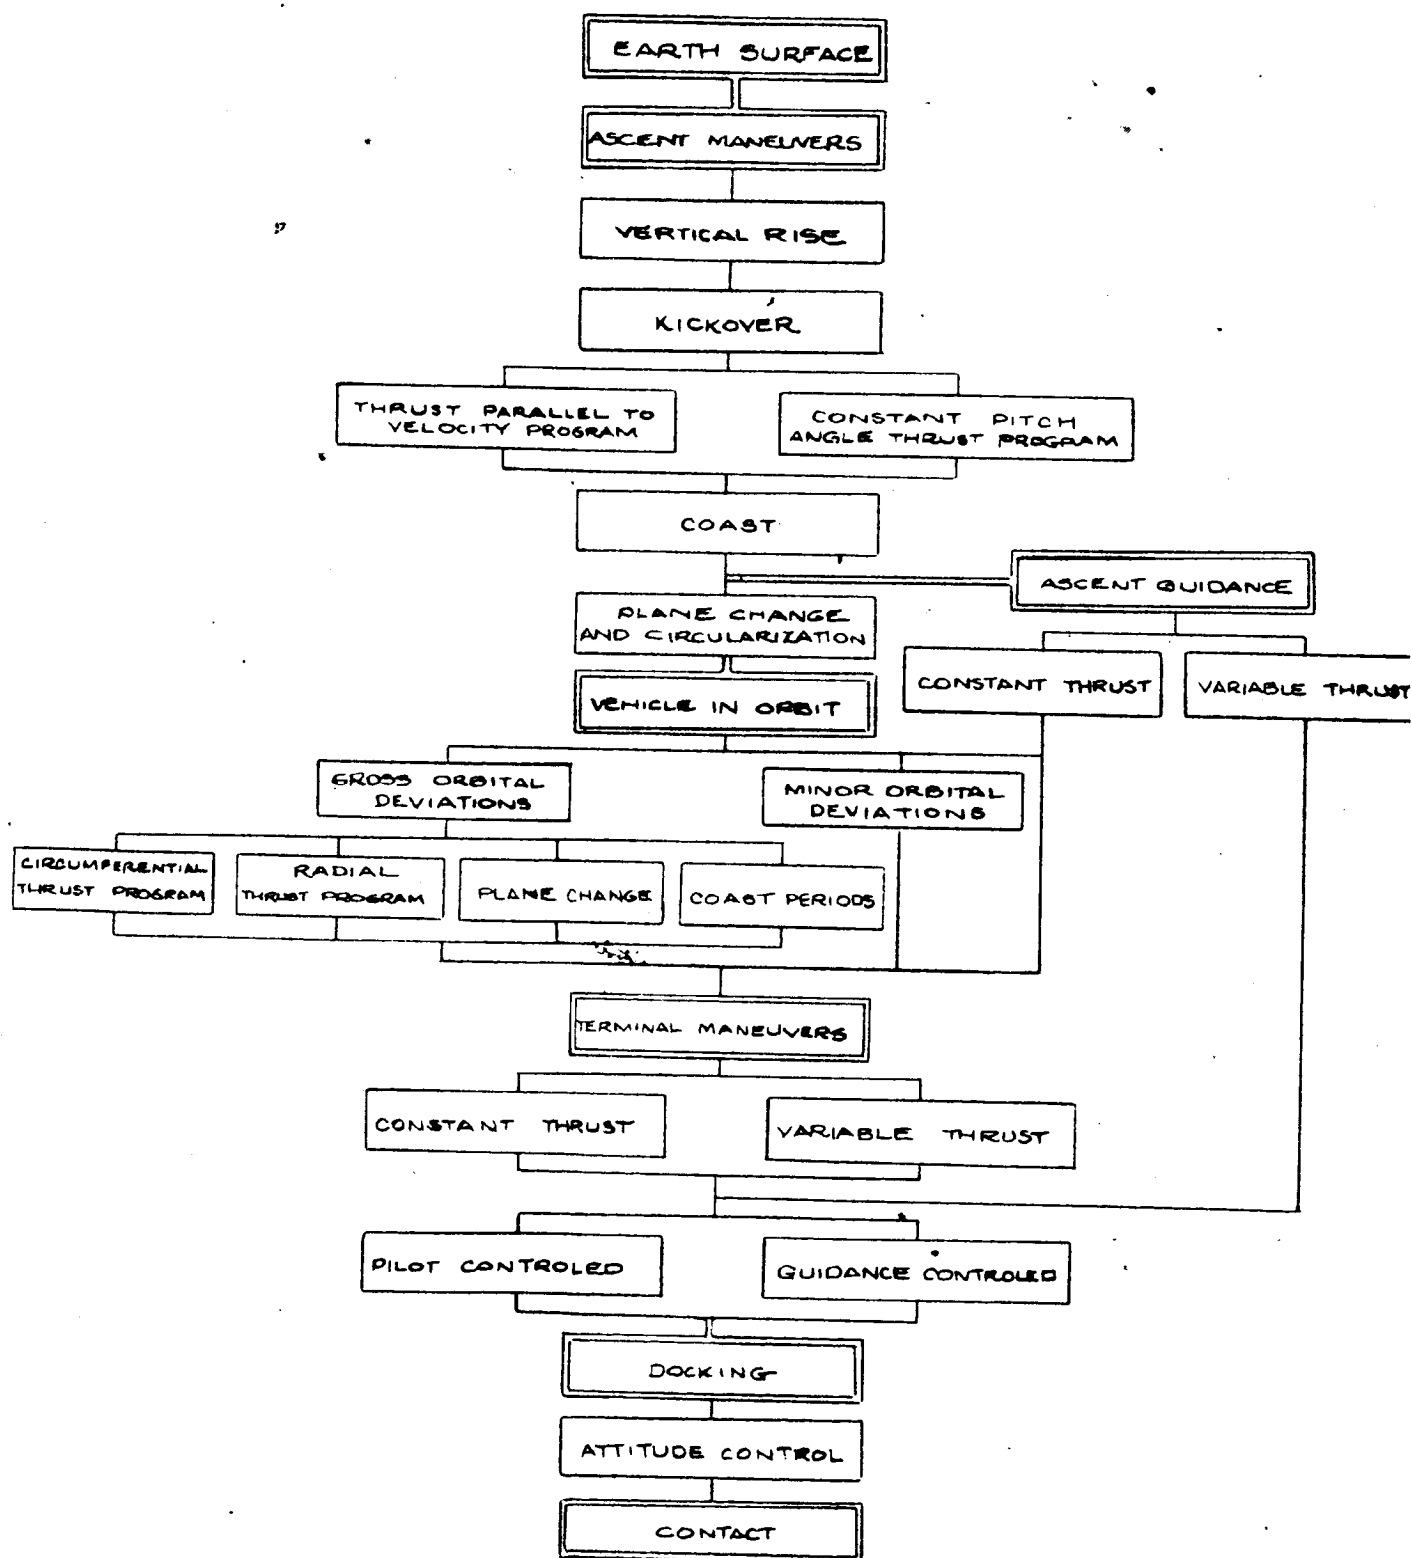 EARTH SURFACE
ASCENT MANEUVERS
VERTICAL RISE
KICKOVER
THRUST PARALLEL TO
VELOCITY PROGRAM
CONSTANT PITCH
ANGLE THRUST PROGRAM
COAST
ASCENT GUIDANCE
PLANE CHANGE
AND CIRCULARIZATION
CONSTANT THRUST
VARIABLE THRUST
VEHICLE IN ORBIT
GROSS ORBITAL
DEVIATIONS
MINOR ORBITAL
DEVIATIONS
CIRCUMFERENTIAL
THRUST PROGRAM
RADIAL
THRUST PROGRAM
PLANE CHANGE
COAST PERIODS
TERMINAL MANEUVERS
CONSTANT THRUST
VARIABLE THRUST
PILOT CONTROLED
GUIDANCE CONTROLED
DOCKING
ATTITUDE CONTROL
CONTACT